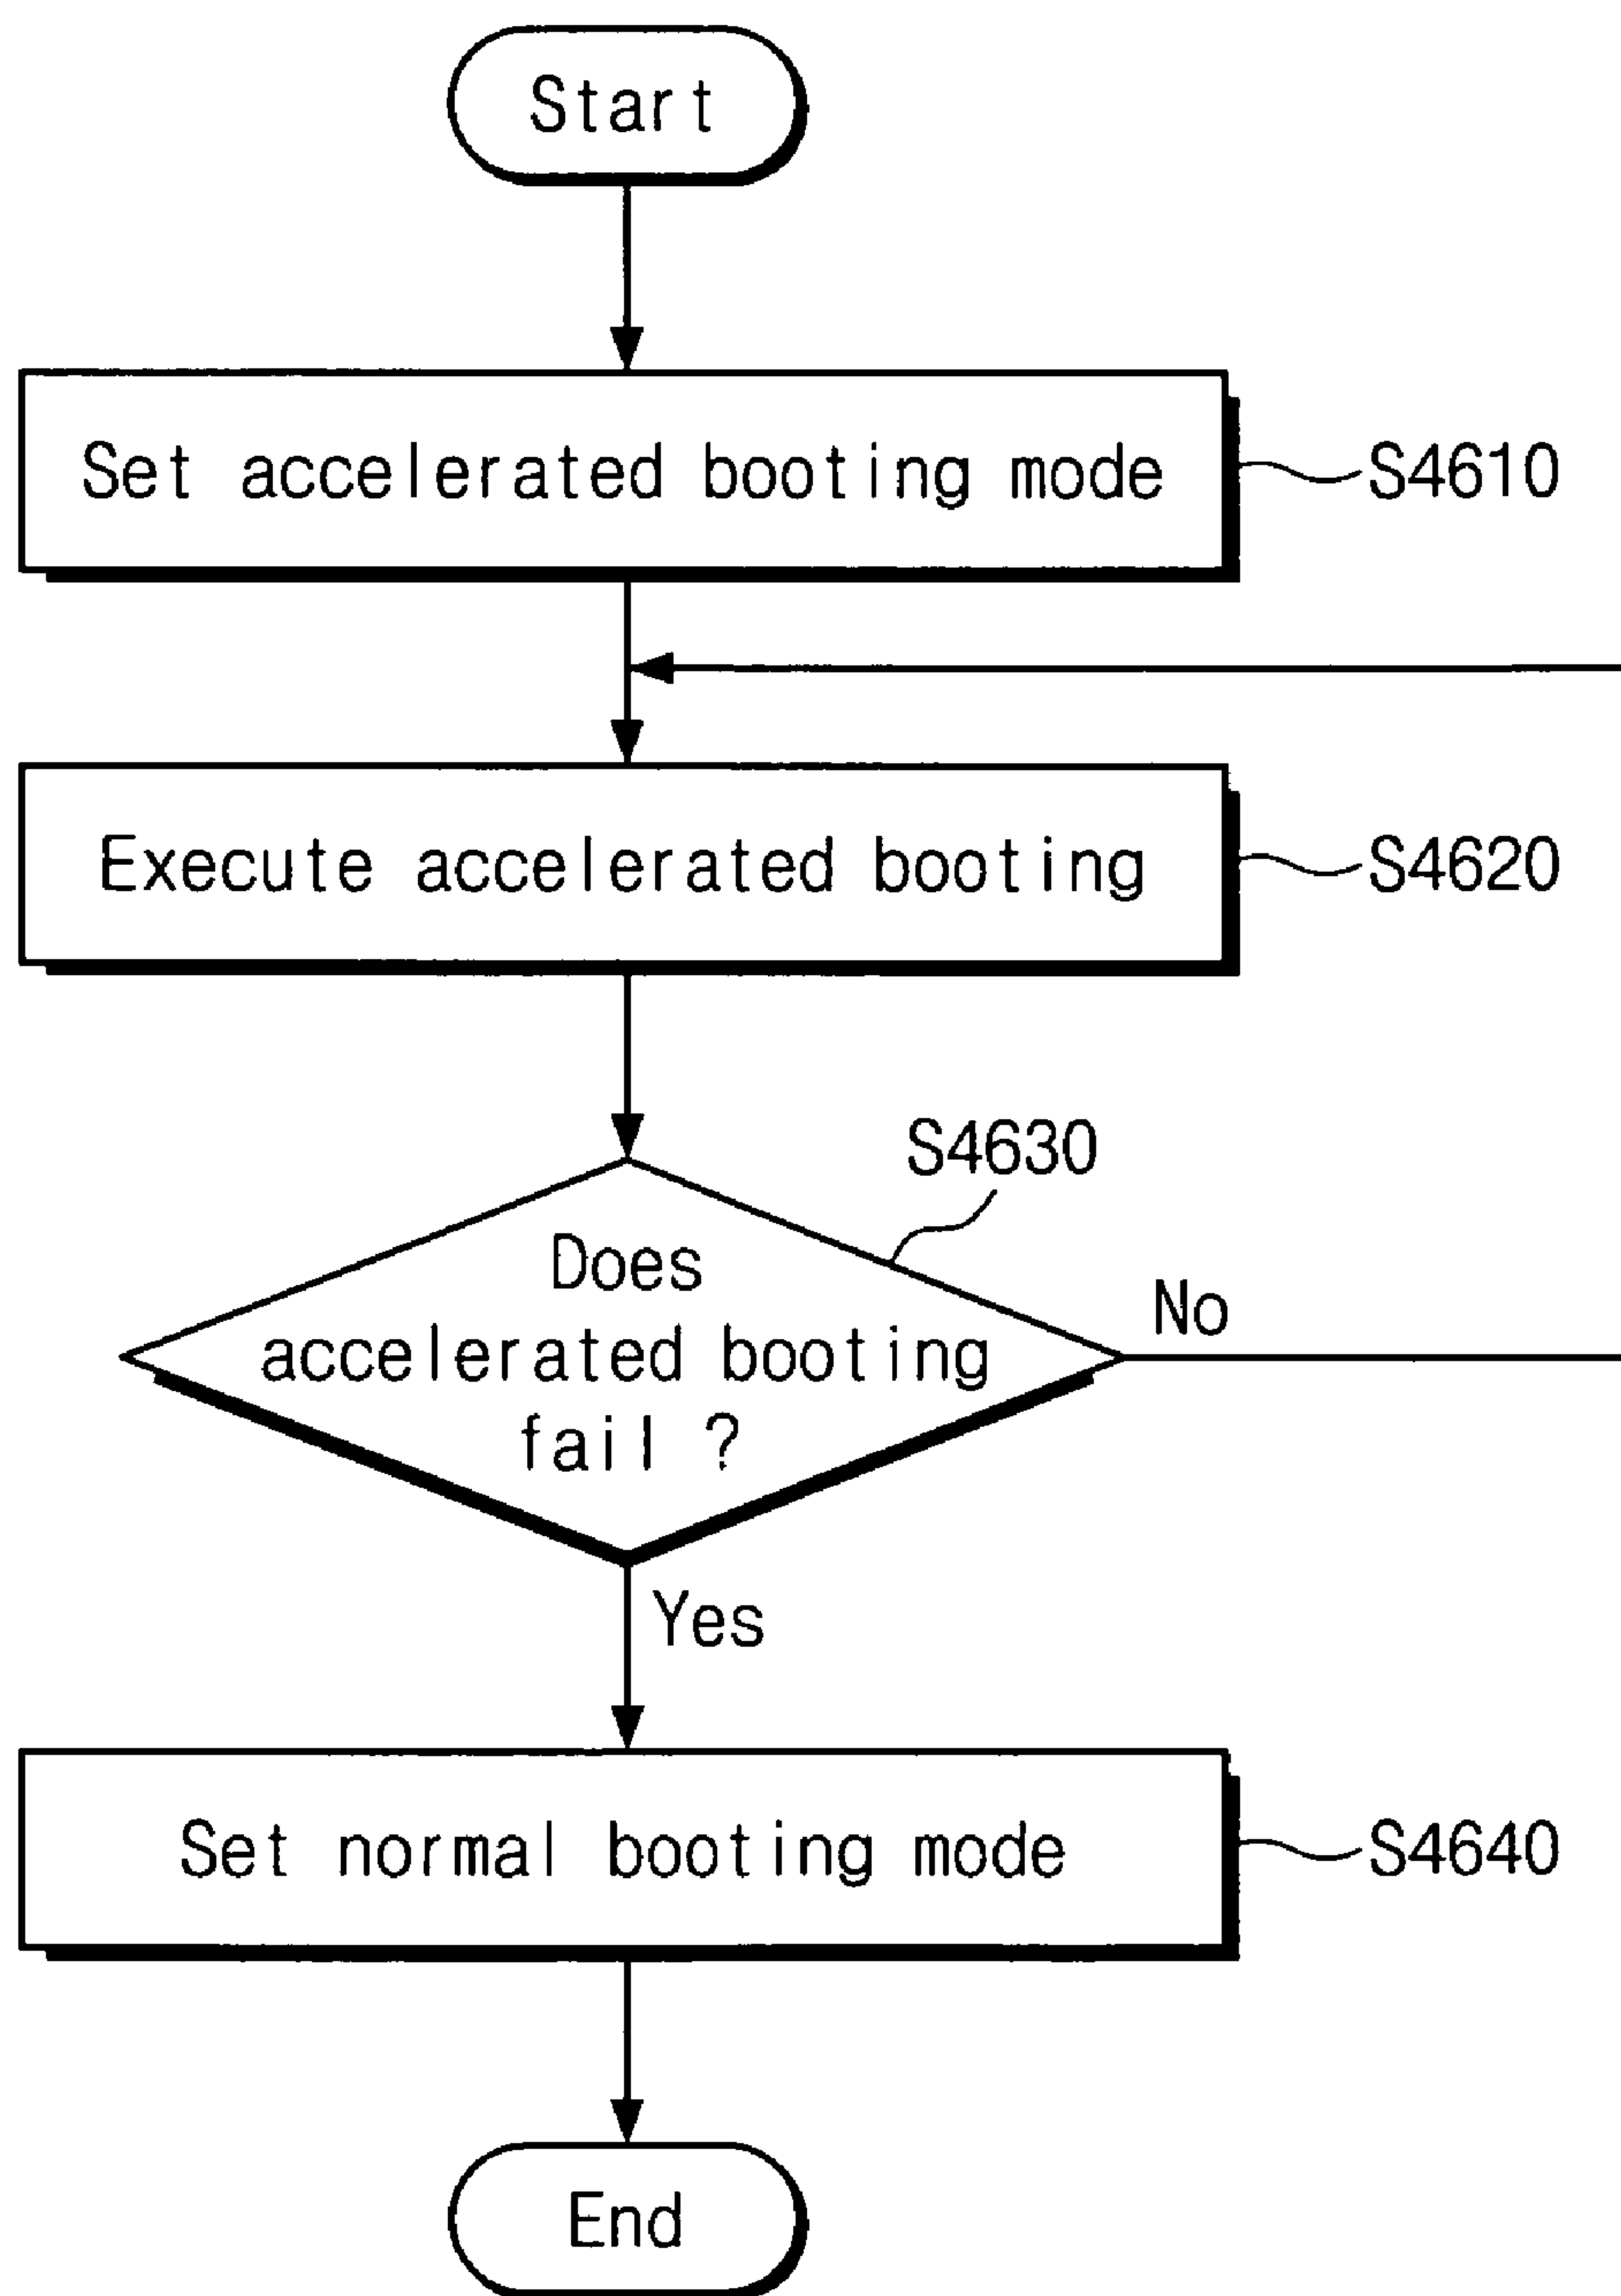 Start
Set accelerated booting mode
S4610
Execute accelerated booting
S4620
S4630
Does
accelerated booting
fail ?
No
Yes
Set normal booting mode
S4640
End